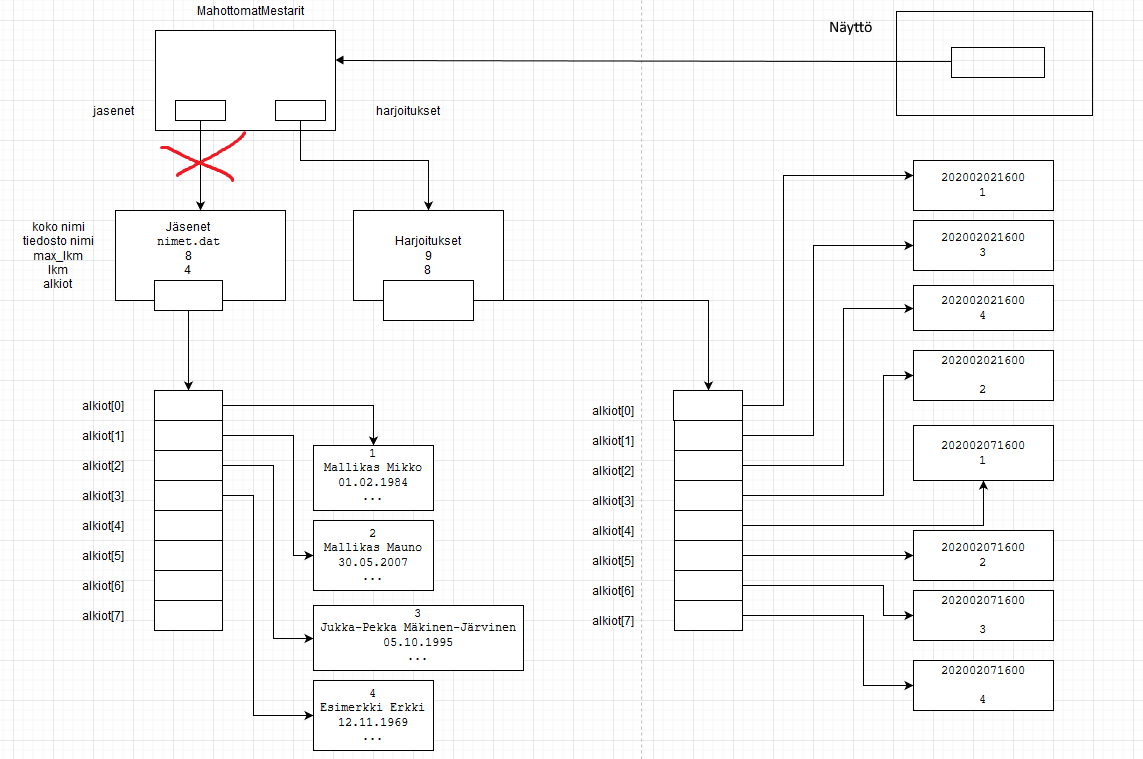 MahottomatMestarit
Näyttö
jasenet
harjoitukset
koko nimi
tiedosto nimi
max_lkm
lkm
alkiot
Jäsenet
nimet.dat
8
4
Harjoitukset
9
8
alkiot[0]
alkiot[1]
alkiot[2]
alkiot[3]
alkiot[4]
alkiot[5]
alkiot[6]
alkiot[7]
1
Mallikas Mikko
01.02.1984
...
2
Mallikas Mauno
30.05.2007
...
3
Jukka-Pekka Mäkinen-Järvinen
05.10.1995
...
4
Esimerkki Erkki
12.11.1969
...
alkiot[0]
alkiot[1]
alkiot[2]
alkiot[3]
alkiot[4]
alkiot[5]
alkiot[6]
alkiot[7]
202002021600
1
202002021600
3
202002021600
4
202002021600
2
202002071600
1
202002071600
2
202002071600
3
202002071600
4